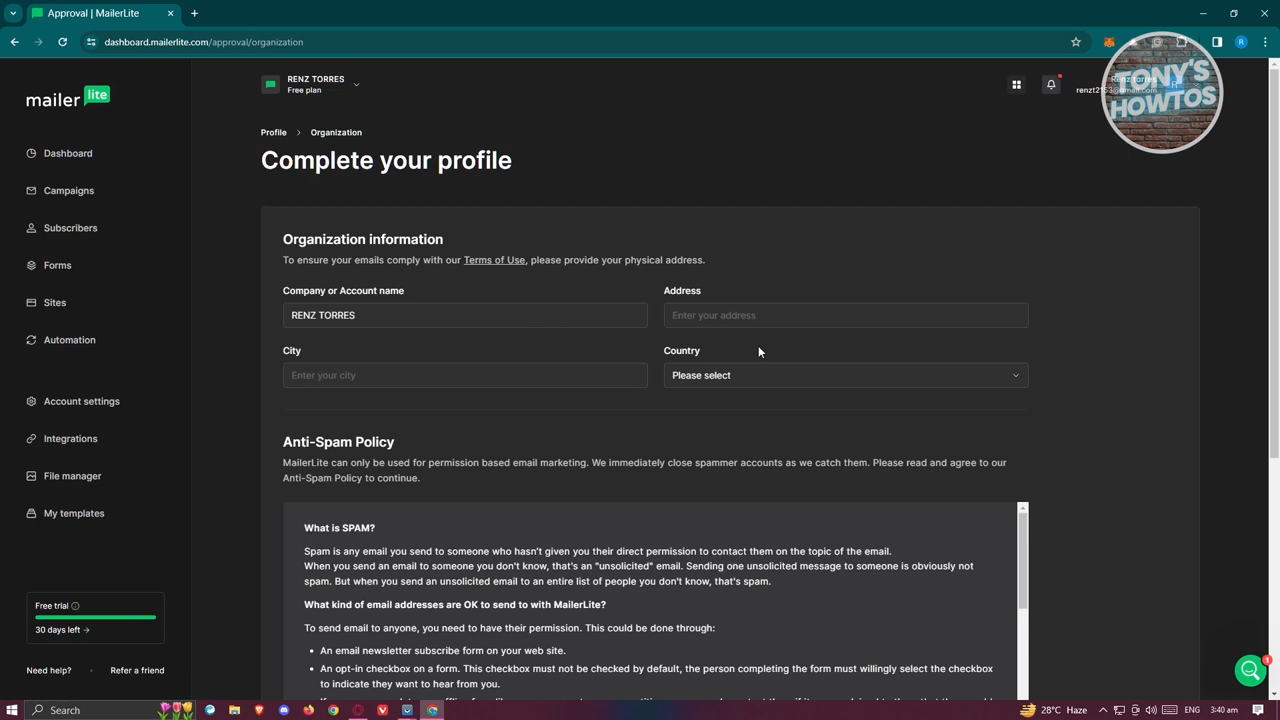 Approval | MailerLite
dashboard.mailerlite.com/approval/organization
R
mailer lite
RENZ TORRES
Free plan
Renz torres
TONY'S
HOWTOS
Profile
Organization
Complete your profile
Dashboard
Campaigns
Subscribers
Forms
Sites
Automation
Account settings
Integrations
File manager
My templates
Free trial
30 days left →
Need help?
Refer a friend
Organization information
To ensure your emails comply with our Terms of Use, please provide your physical address.
Company or Account name
Address
RENZ TORRES
Enter your address
City
Country
Enter your city
Please select
Anti-Spam Policy
MailerLite can only be used for permission based email marketing. We immediately close spammer accounts as we catch them. Please read and agree to our
Anti-Spam Policy to continue.
What is SPAM?
Spam is any email you send to someone who hasn't given you their direct permission to contact them on the topic of the email.
When you send an email to someone you don't know, that's an "unsolicited" email. Sending one unsolicited message to someone is obviously not
spam. But when you send an unsolicited email to an entire list of people you don't know, that's spam.
What kind of email addresses are OK to send to with MailerLite?
To send email to anyone, you need to have their permission. This could be done through:
• An email newsletter subscribe form on your web site.
• An opt-in checkbox on a form. This checkbox must not be checked by default, the person completing the form must willingly select the checkbox
to indicate they want to hear from you.
1
Search
28°C Haze
3:40 am